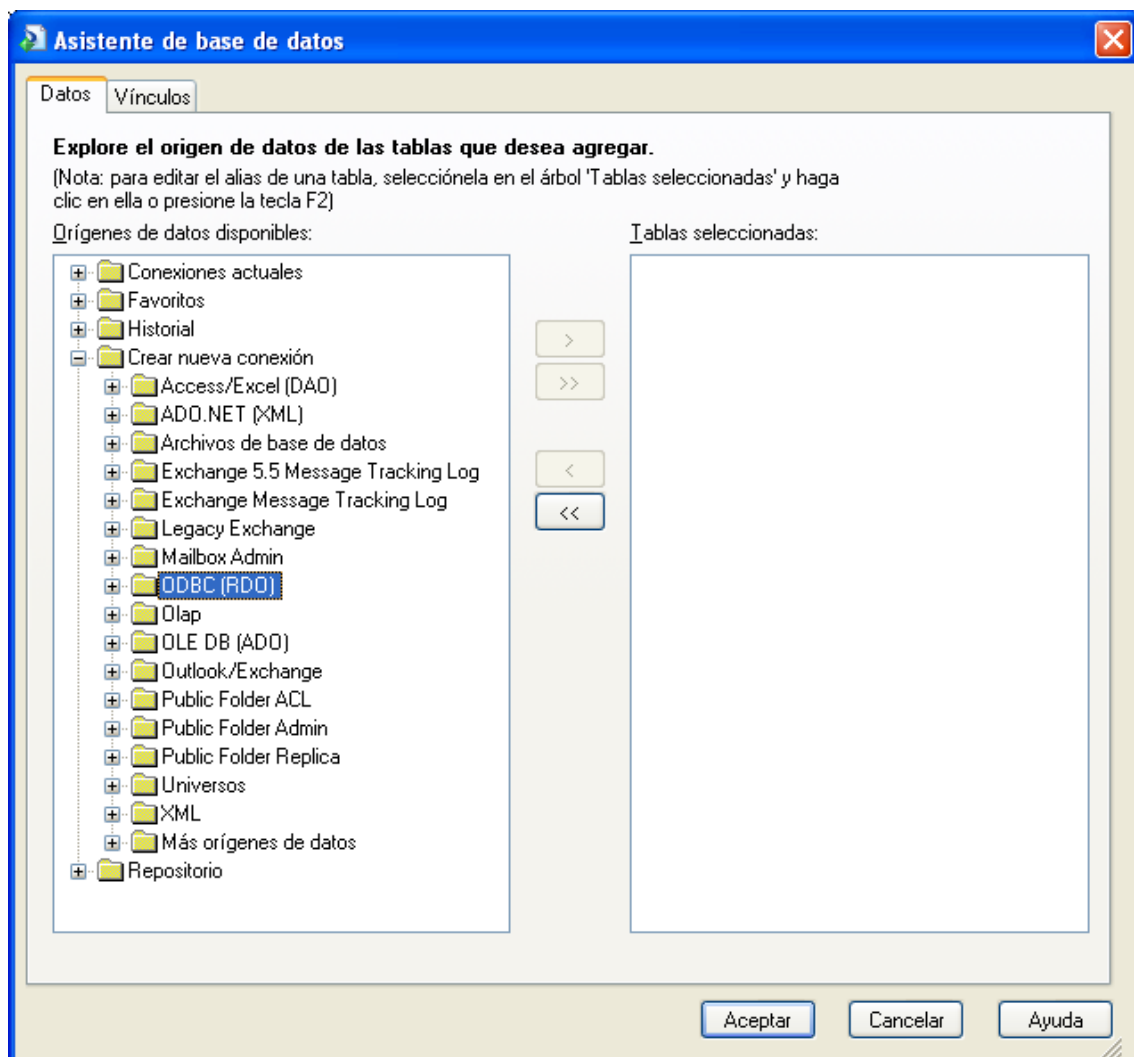 Asistente de base de datos
Datos
Vínculos
Explore el origen de datos de las tablas que desea agregar.
(Nota: para editar el alias de una tabla, selecciónela en el árbol 'Tablas seleccionadas' y haga
clic en ella o presione la tecla F2)
Orígenes de datos disponibles:
Conexiones actuales
Favoritos
Historial
Crear nueva conexión
Access/Excel (DAO)
ADO.NET (XML)
Archivos de base de datos
Exchange 5.5 Message Tracking Log
Exchange Message Tracking Log
Legacy Exchange
Mailbox Admin
ODBC (RDO)
Olap
OLE DB (ADO)
Outlook/Exchange
Public Folder ACL
Public Folder Admin
Public Folder Replica
Universos
XML
Más orígenes de datos
Repositorio
>
>>
<
<<
Tablas seleccionadas:
Aceptar
Cancelar
Ayuda